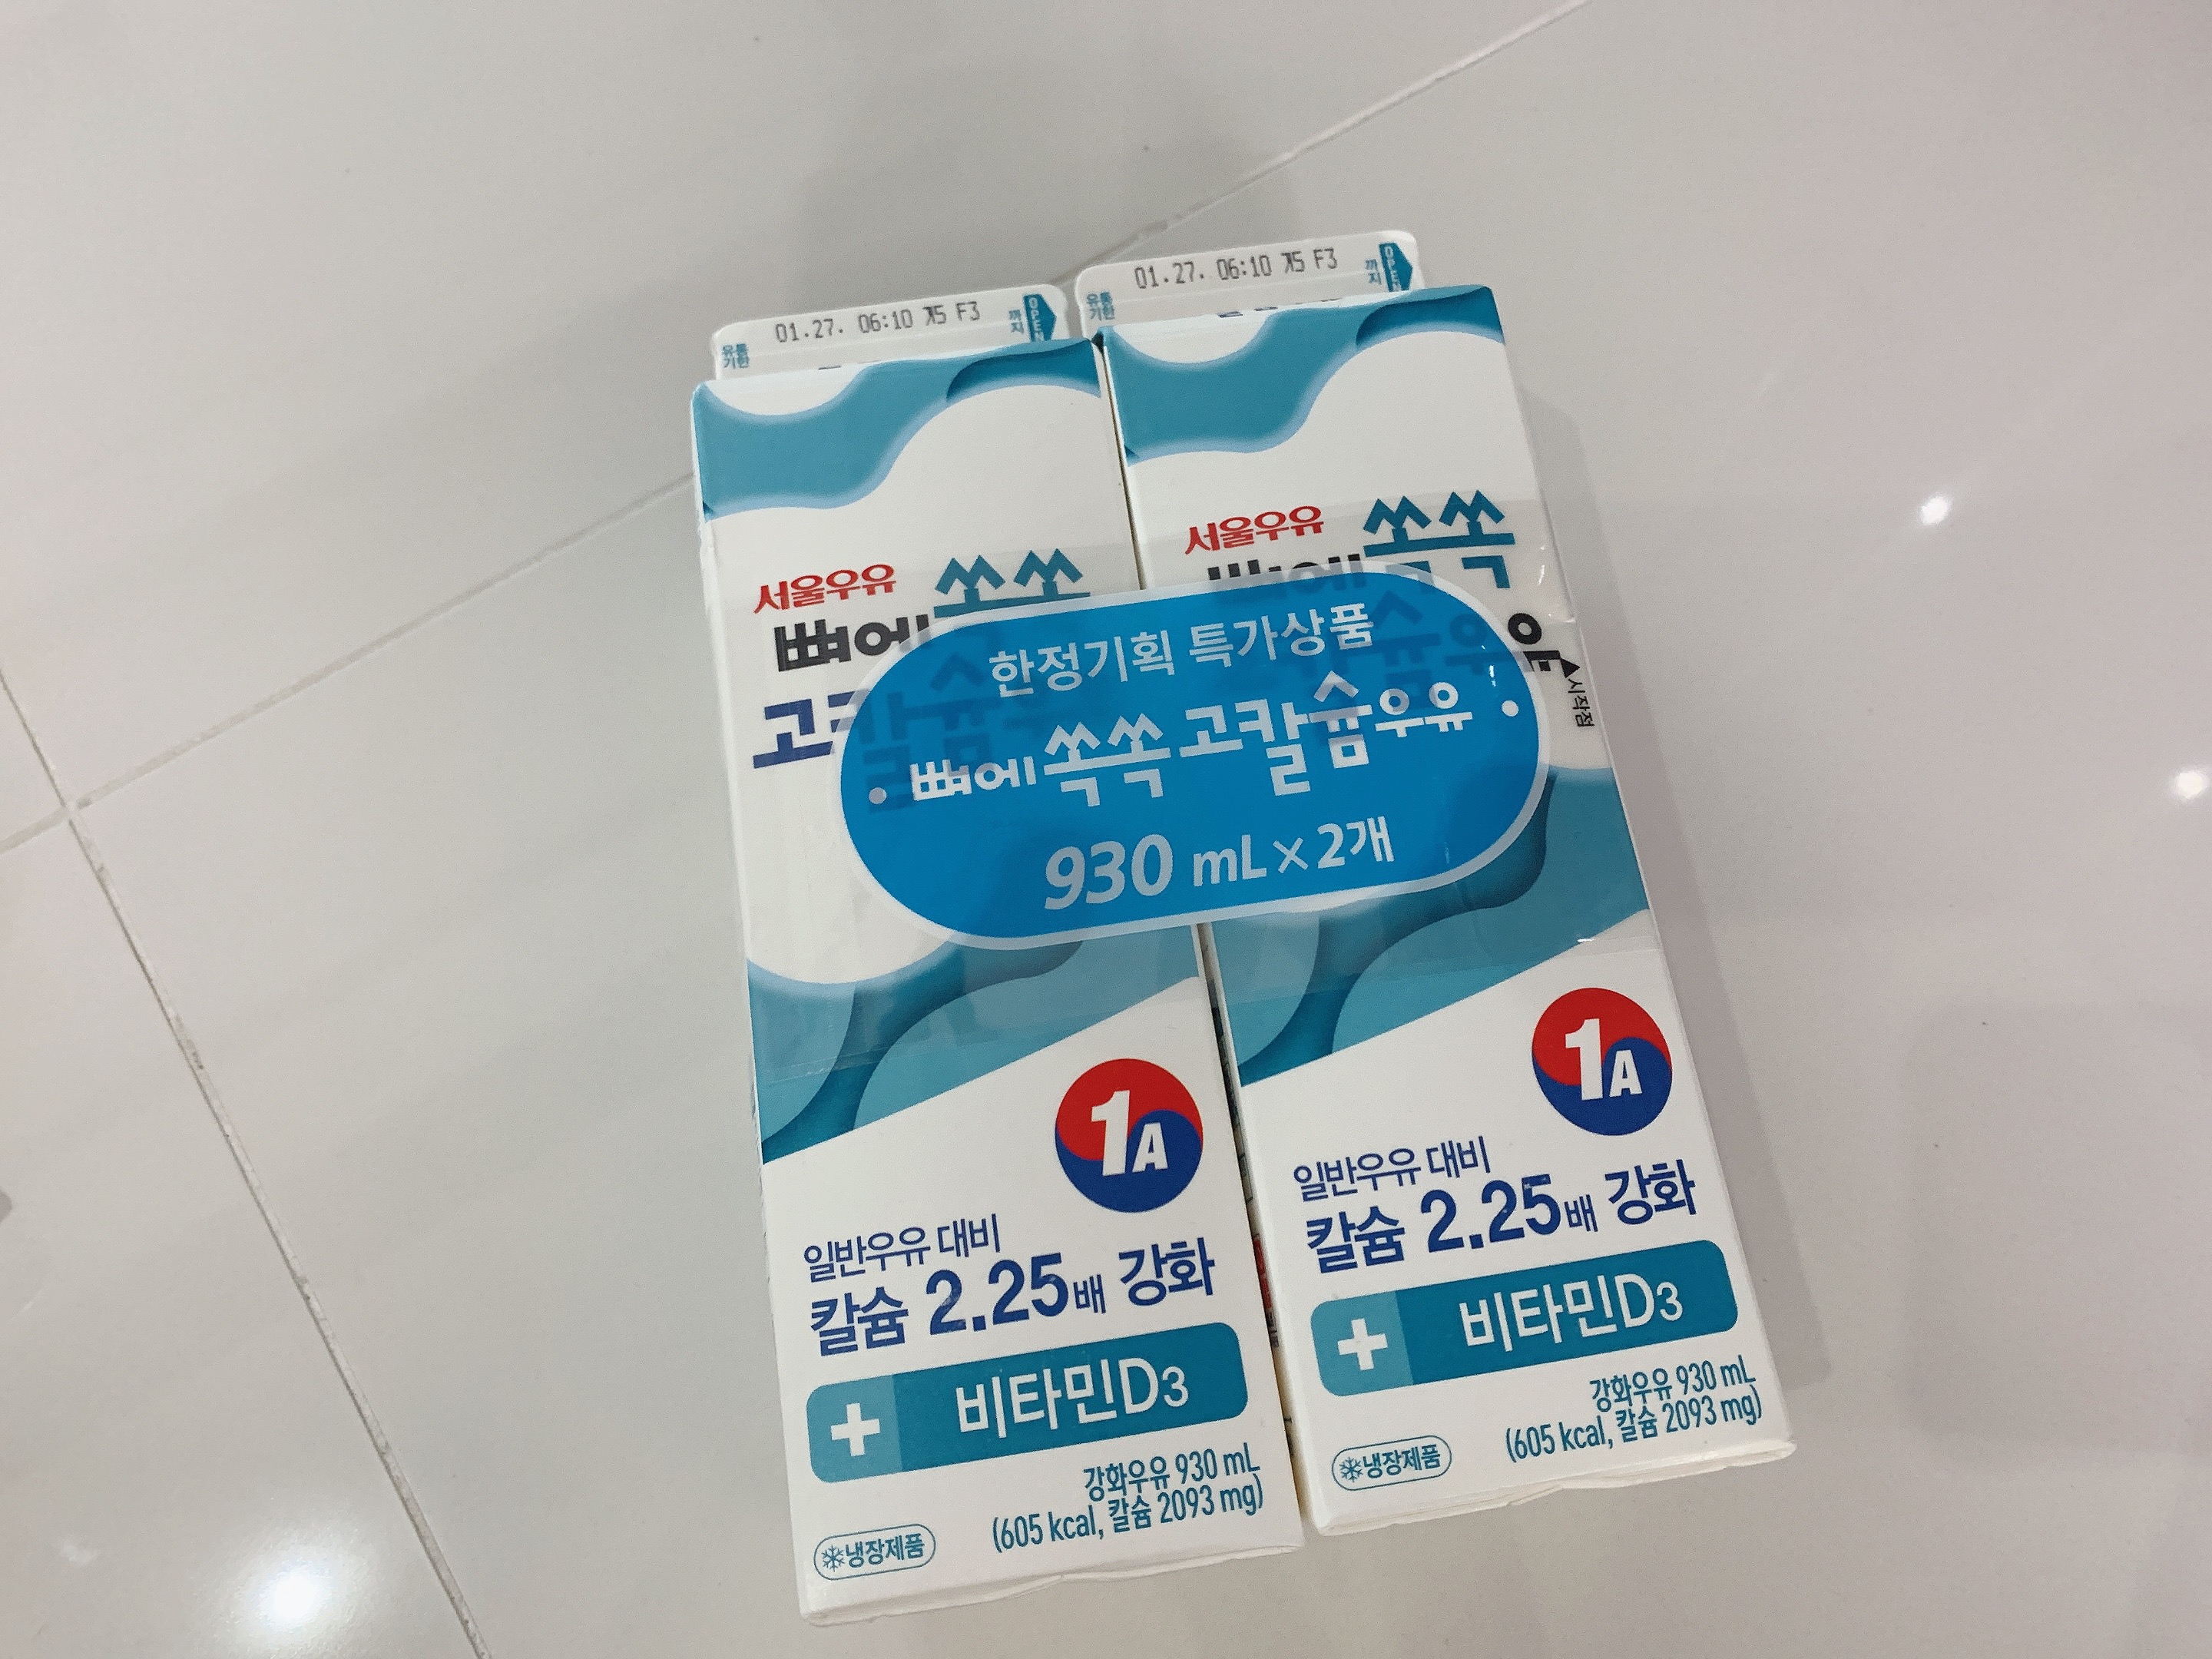 01.27. 06:10 F3
유통
기한
까지
OPEN
01.27. 06:10 F3
유통
기한
까지
OPEN
서울우유
뼈에 쏙쏙
고칼슘
서울우유
뼈에 쏙쏙
시작점
한정기획 특가상품
뼈에 쏙쏙 고칼슘우유
930 mL×2개
1A
일반우유 대비
칼슘 2.25배 강화
+ 비타민D3
강화우유 930 mL
(605 kcal, 칼슘 2093 mg)
냉장제품
1A
일반우유 대비
칼슘 2.25배 강화
+ 비타민D3
강화우유 930 mL
(605 kcal, 칼슘 2093 mg)
냉장제품